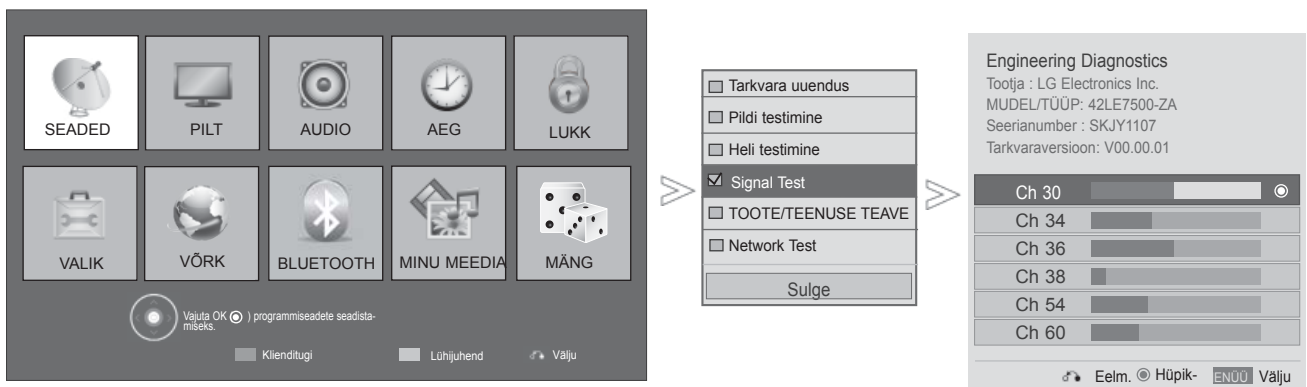 SEADED PILT AUDIO AEG LUKK
VALIK VÕRK BLUETOOTH MINU MEEDIA MÄNG
Vajuta OK ) programmiseadete seadista-
miseks.
Klienditugi Lühijuhend Välju
Tarkvara uuendus
Pildi testimine
Heli testimine
Signal Test
TOOTE/TEENUSE TEAVE
Network Test
Sulge
Engineering Diagnostics
Tootja : LG Electronics Inc.
MUDEL/TÜÜP: 42LE7500-ZA
Seerianumber : SKJY1107
Tarkvaraversioon: V00.00.01
Ch 30
Ch 34
Ch 36
Ch 38
Ch 54
Ch 60
Eelm. Hüpik- ENÜÜ Välju